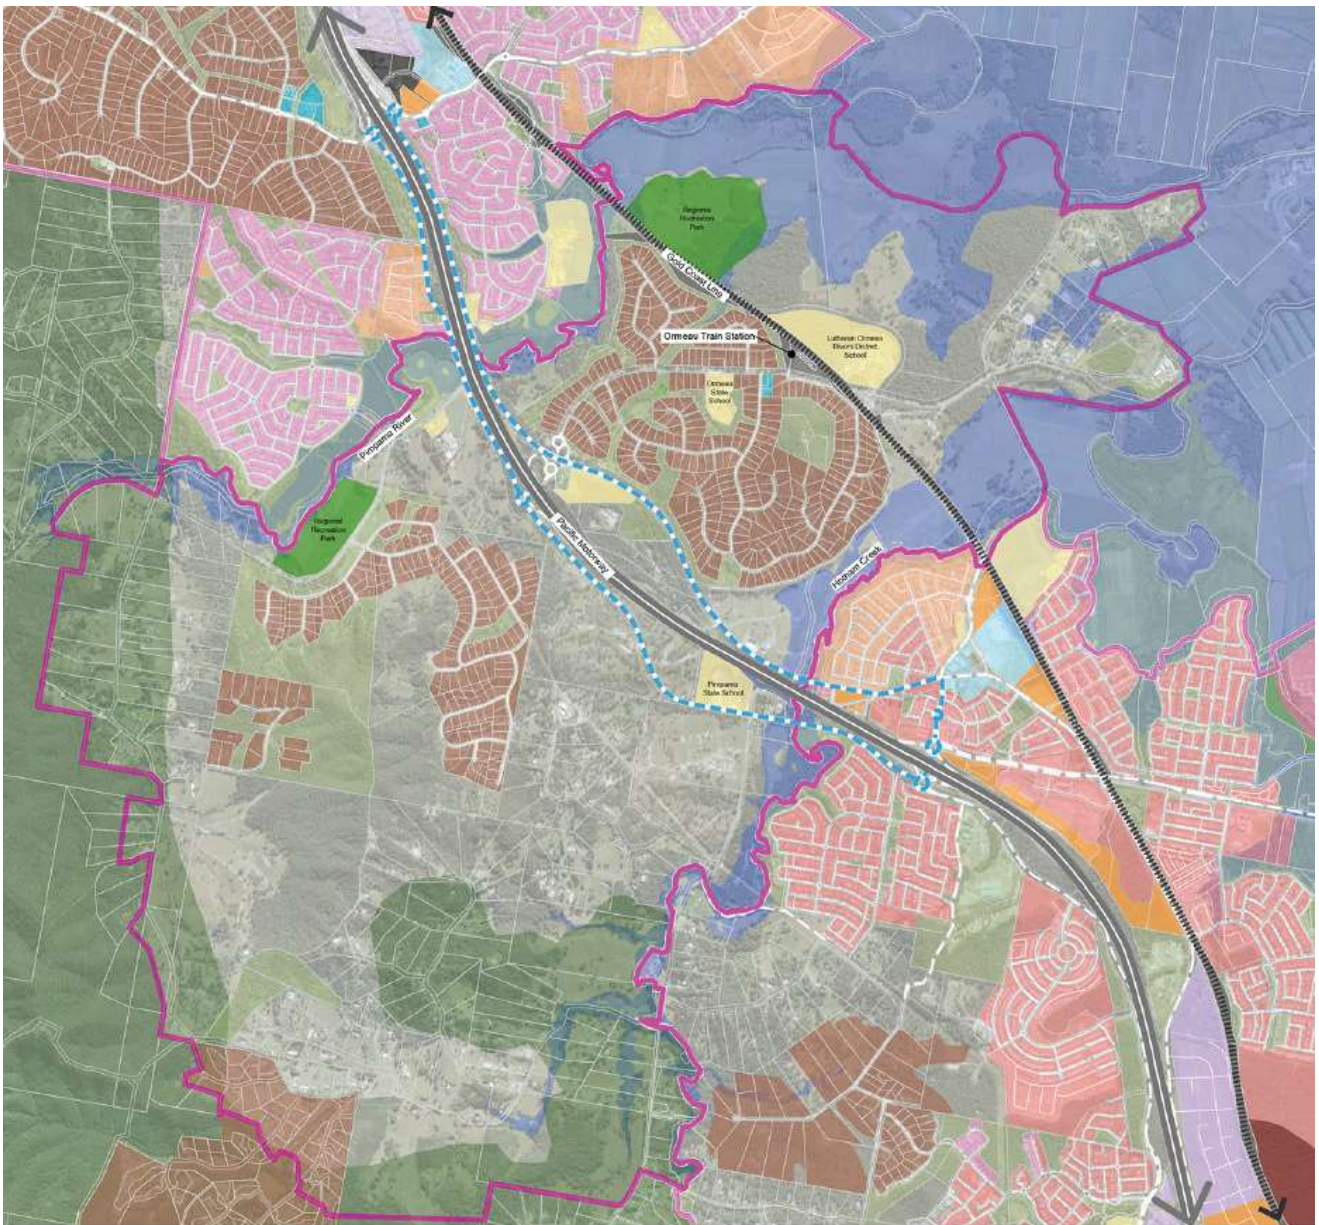 Regional
Recreation
Park
Gold Coast Line
Ormeau Train Station
Lutheran Ormeau
Rivers District
School
Ormeau
State
School
Pimpama River
Regional
Recreation
Park
Pacific Motorway
Hotham Creek
Pimpama
State School